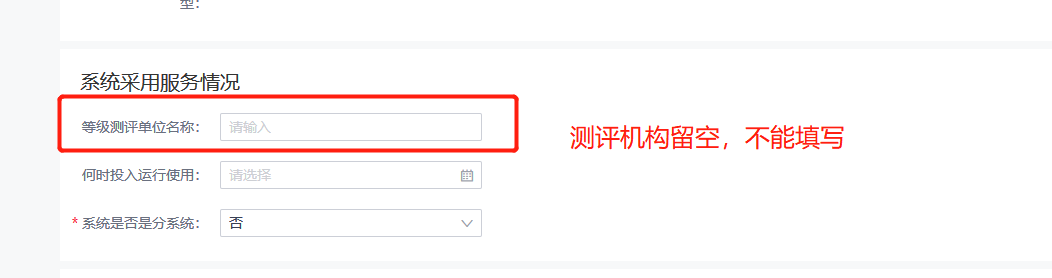 型：
系统采用服务情况
等级测评单位名称： 请输入
测评机构留空，不能填写
何时投入运行使用： 请选择
* 系统是否是分系统： 否